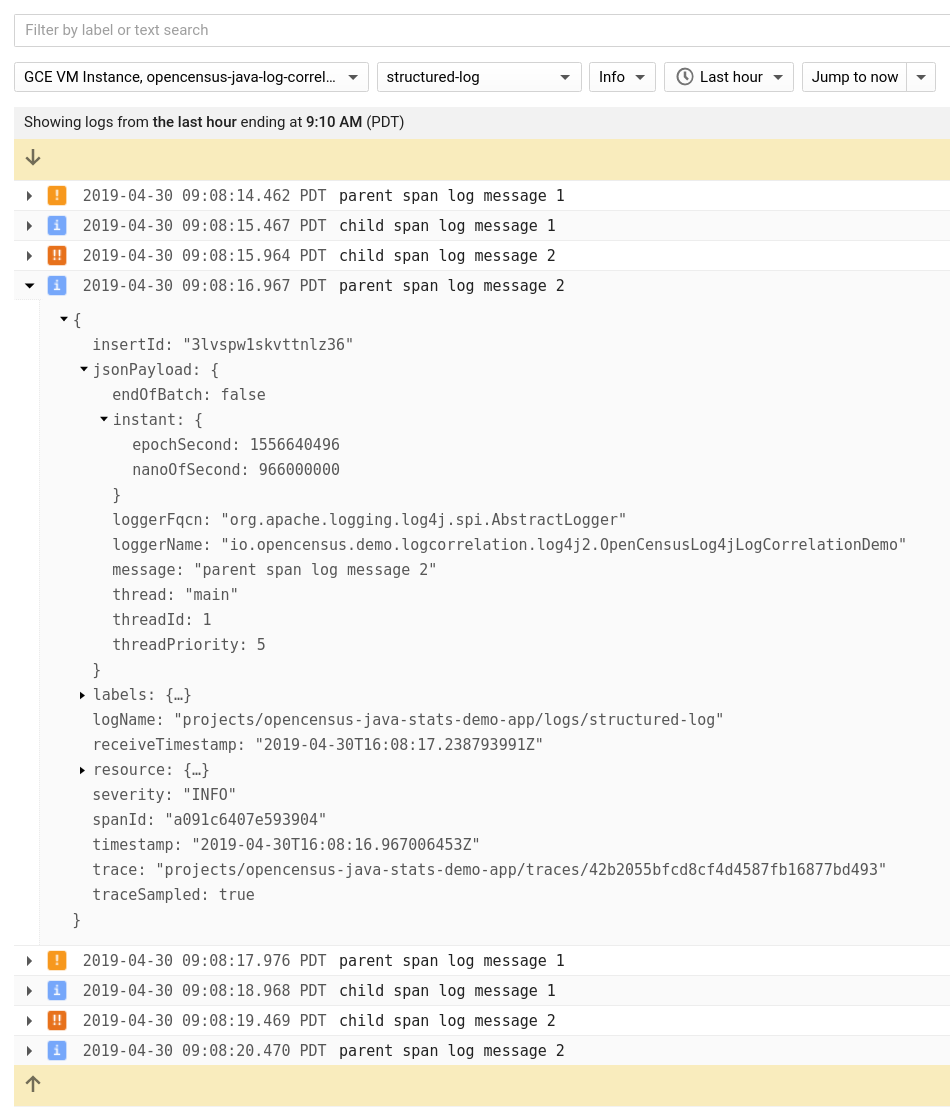 Filter by label or text search
GCE VM Instance, opencensus-java-log-correl... structured-log Info Last hour Jump to now
Showing logs from the last hour ending at 9:10 AM (PDT)
! 2019-04-30 09:08:14.462 PDT parent span log message 1
i 2019-04-30 09:08:15.467 PDT child span log message 1
!! 2019-04-30 09:08:15.964 PDT child span log message 2
i 2019-04-30 09:08:16.967 PDT parent span log message 2
{
insertId: "3lvspw1skvttnlz36"
jsonPayload: {
endOfBatch: false
instant: {
epochSecond: 1556640496
nanoOfSecond: 966000000
}
loggerFqcn: "org.apache.logging.log4j.spi.AbstractLogger"
loggerName: "io.opencensus.demo.logcorrelation.log4j2.OpenCensusLog4jLogCorrelationDemo"
message: "parent span log message 2"
thread: "main"
threadId: 1
threadPriority: 5
}
labels: {…}
logName: "projects/opencensus-java-stats-demo-app/logs/structured-log"
receiveTimestamp: "2019-04-30T16:08:17.238793991Z"
resource: {…}
severity: "INFO"
spanId: "a091c6407e593904"
timestamp: "2019-04-30T16:08:16.967006453Z"
trace: "projects/opencensus-java-stats-demo-app/traces/42b2055bfcd8cf4d4587fb16877bd493"
traceSampled: true
}
! 2019-04-30 09:08:17.976 PDT parent span log message 1
i 2019-04-30 09:08:18.968 PDT child span log message 1
!! 2019-04-30 09:08:19.469 PDT child span log message 2
i 2019-04-30 09:08:20.470 PDT parent span log message 2